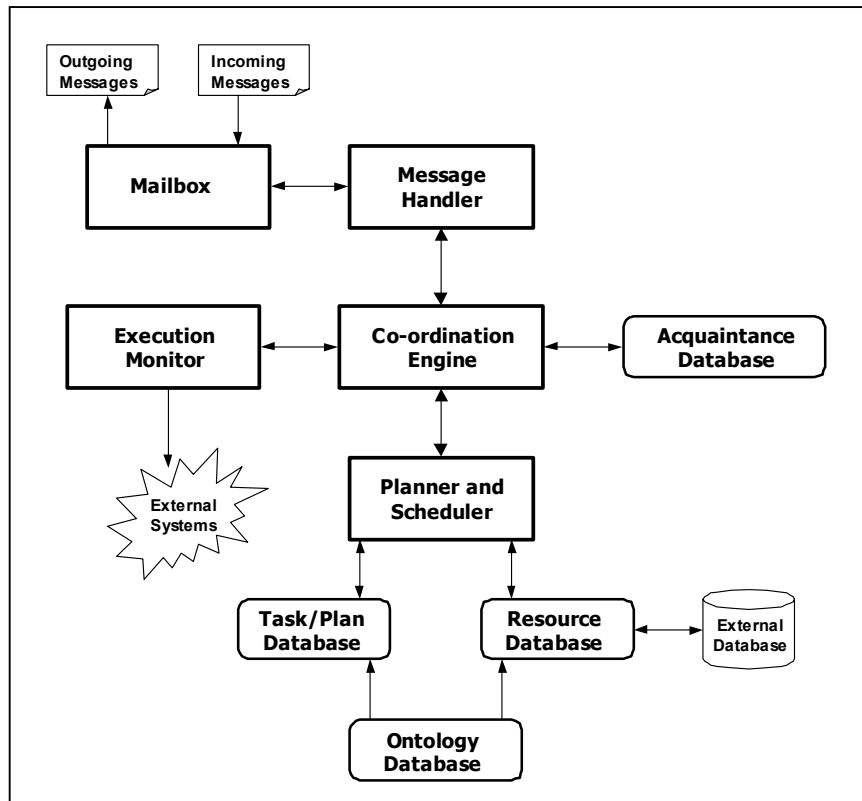 Outgoing
Messages
Incoming
Messages
Mailbox
Message
Handler
Execution
Monitor
Co-ordination
Engine
Acquaintance
Database
External
Systems
Planner and
Scheduler
Task/Plan
Database
Resource
Database
External
Database
Ontology
Database